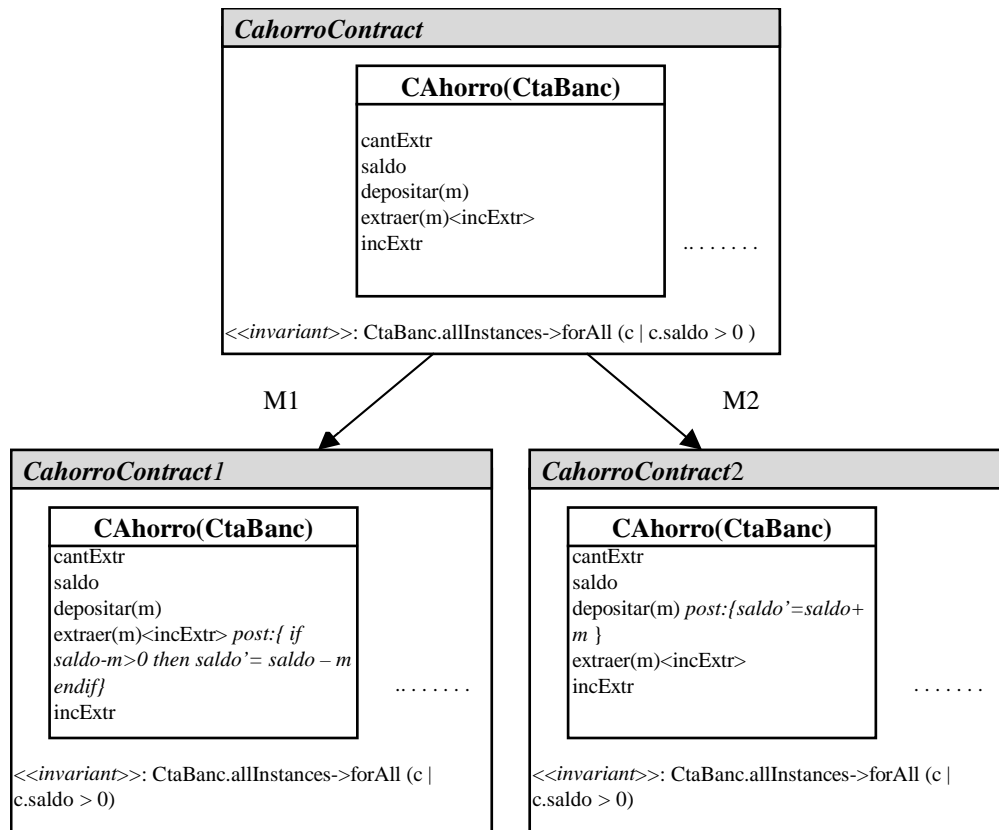 CahorroContract
CAhorro(CtaBanc)
cantExtr
saldo
depositar(m)
extraer(m)<incExtr>
incExtr
.. . . . . . .
<<invariant>>: CtaBanc.allInstances->forAll (c | c.saldo > 0 )
M1
M2
CahorroContract1
CAhorro(CtaBanc)
cantExtr
saldo
depositar(m)
extraer(m)<incExtr> post:{ if
saldo-m>0 then saldo’= saldo – m
endif}
incExtr
.. . . . . . .
<<invariant>>: CtaBanc.allInstances->forAll (c |
c.saldo > 0)
CahorroContract2
CAhorro(CtaBanc)
cantExtr
saldo
depositar(m) post:{saldo’=saldo+
m }
extraer(m)<incExtr>
incExtr
. . . . . . .
<<invariant>>: CtaBanc.allInstances->forAll (c |
c.saldo > 0)